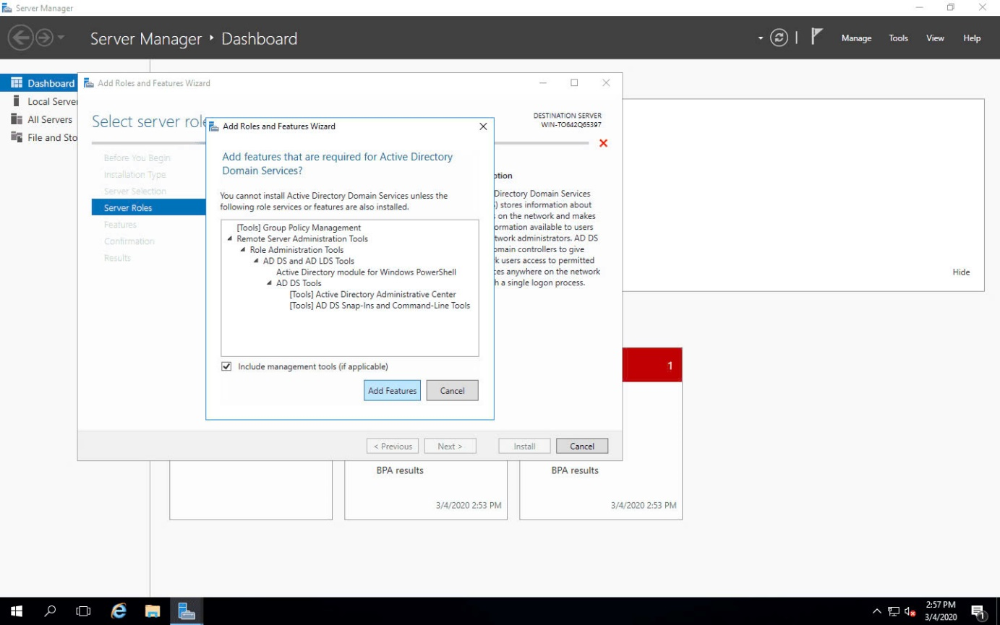 Server Manager
Server Manager ‣ Dashboard
Manage Tools View Help
Dashboard
Local Server
All Servers
File and Sto
Add Roles and Features Wizard
Select server role
DESTINATION SERVER
WIN-TO642Q65397
Before You Begin
Installation Type
Server Selection
Server Roles
Features
Confirmation
Results
Add Roles and Features Wizard
Add features that are required for Active Directory
Domain Services?
You cannot install Active Directory Domain Services unless the
following role services or features are also installed.
[Tools] Group Policy Management
Remote Server Administration Tools
Role Administration Tools
AD DS and AD LDS Tools
Active Directory module for Windows PowerShell
AD DS Tools
[Tools] Active Directory Administrative Center
[Tools] AD DS Snap-Ins and Command-Line Tools
Include management tools (if applicable)
Add Features Cancel
ption
Directory Domain Services
) stores information about
on the network and makes
ormation available to users
twork administrators. AD DS
omain controllers to give
k users access to permitted
ces anywhere on the network
h a single logon process.
< Previous Next > Install Cancel
Hide
1
BPA results
3/4/2020 2:53 PM
BPA results
3/4/2020 2:53 PM
2:57 PM
3/4/2020
1